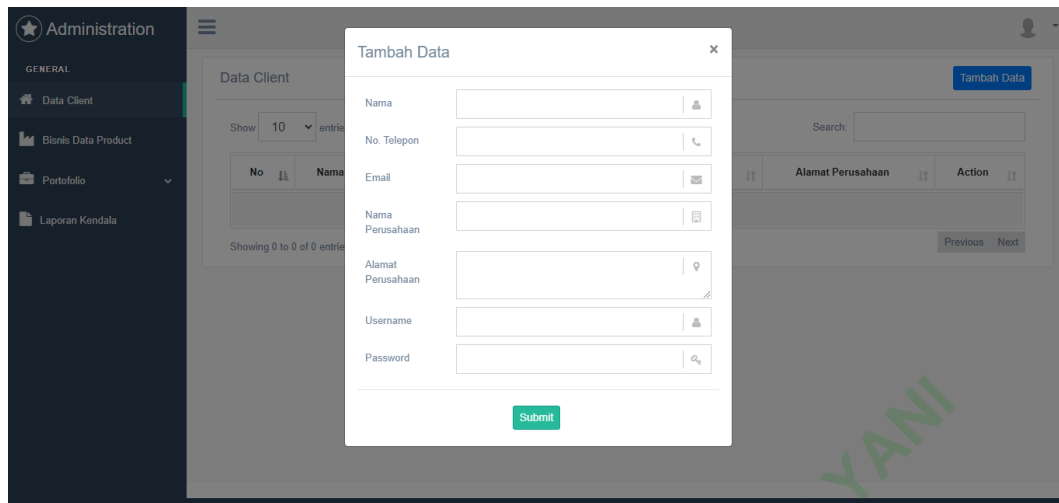 Administration
GENERAL
Data Client
Bisnis Data Product
Portofolio
Laporan Kendala
Data Client
Tambah Data
Show 10 entrie
Search:
No Nama Alamat Perusahaan Action
Showing 0 to 0 of 0 entrie
Previous Next
Tambah Data ×
Nama
No. Telepon
Email
Nama
Perusahaan
Alamat
Perusahaan
Username
Password
Submit
YANI